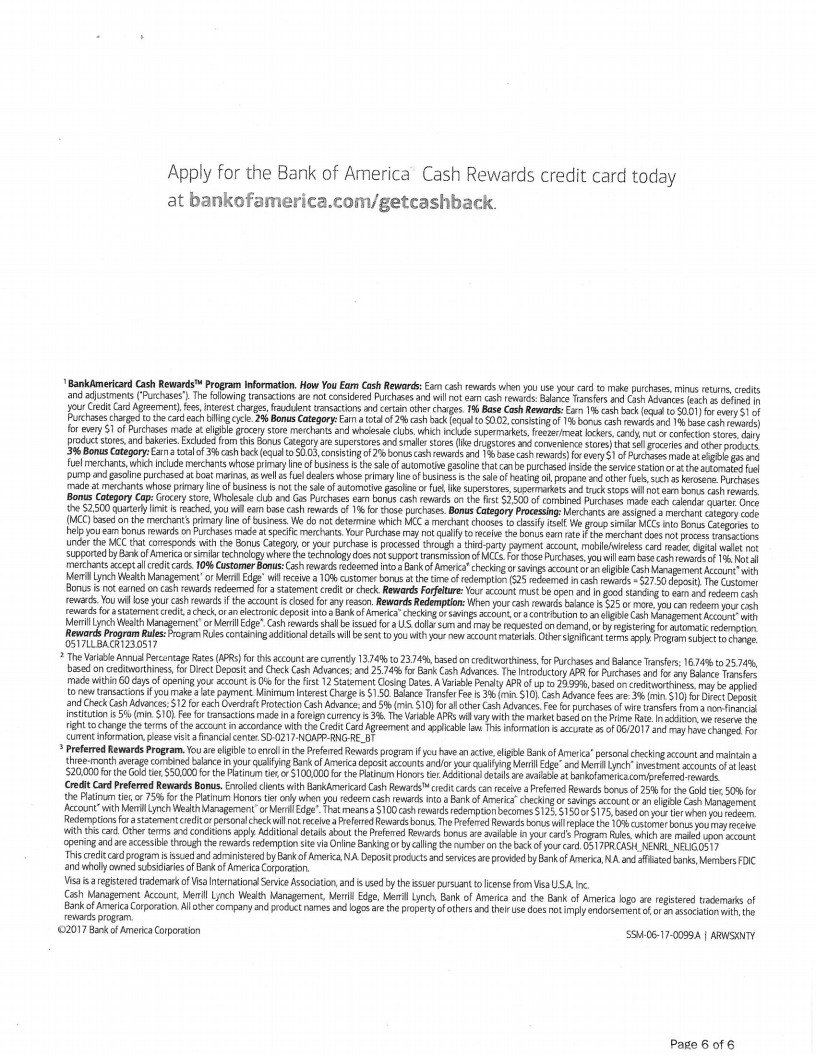 Apply for the Bank of America Cash Rewards credit card today
at bankofamerica.com/getcashback.
1 BankAmericard Cash Rewards™ Program Information. How You Earn Cash Rewards: Earn cash rewards when you use your card to make purchases, minus returns, credits
and adjustments ("Purchases"). The following transactions are not considered Purchases and will not earn cash rewards: Balance Transfers and Cash Advances (each as defined in
your Credit Card Agreement), fees, interest charges, fraudulent transactions and certain other charges. 1% Base Cash Rewards: Earn 1% cash back (equal to $0.01) for every $1 of
Purchases charged to the card each billing cycle. 2% Bonus Category: Earn a total of 2% cash back (equal to $0.02, consisting of 1% bonus cash rewards and 1% base cash rewards)
for every $1 of Purchases made at eligible grocery store merchants and wholesale clubs, which include supermarkets, freezer/meat lockers, candy, nut or confection stores, dairy
product stores, and bakeries. Excluded from this Bonus Category are superstores and smaller stores (like drugstores and convenience stores) that sell groceries and other products.
3% Bonus Category: Earn a total of 3% cash back (equal to $0.03, consisting of 2% bonus cash rewards and 1% base cash rewards) for every $1 of Purchases made at eligible gas and
fuel merchants, which include merchants whose primary line of business is the sale of automotive gasoline that can be purchased inside the service station or at the automated fuel
pump and gasoline purchased at boat marinas, as well as fuel dealers whose primary line of business is the sale of heating oil, propane and other fuels, such as kerosene. Purchases
made at merchants whose primary line of business is not the sale of automotive gasoline or fuel, like superstores, supermarkets and truck stops will not earn bonus cash rewards.
Bonus Category Cap: Grocery store, Wholesale club and Gas Purchases earn bonus cash rewards on the first $2,500 of combined Purchases made each calendar quarter. Once
the $2,500 quarterly limit is reached, you will earn base cash rewards of 1% for those purchases. Bonus Category Processing: Merchants are assigned a merchant category code
(MCC) based on the merchant's primary line of business. We do not determine which MCC a merchant chooses to classify itself. We group similar MCCs into Bonus Categories to
help you earn bonus rewards on Purchases made at specific merchants. Your Purchase may not qualify to receive the bonus earn rate if the merchant does not process transactions
under the MCC that corresponds with the Bonus Category, or your purchase is processed through a third-party payment account, mobile/wireless card reader, digital wallet not
supported by Bank of America or similar technology where the technology does not support transmission of MCCs. For those Purchases, you will earn base cash rewards of 1%. Not all
merchants accept all credit cards. 10% Customer Bonus: Cash rewards redeemed into a Bank of America® checking or savings account or an eligible Cash Management Account® with
Merrill Lynch Wealth Management® or Merrill Edge® will receive a 10% customer bonus at the time of redemption ($25 redeemed in cash rewards = $27.50 deposit). The Customer
Bonus is not earned on cash rewards redeemed for a statement credit or check. Rewards Forfeiture: Your account must be open and in good standing to earn and redeem cash
rewards. You will lose your cash rewards if the account is closed for any reason. Rewards Redemption: When your cash rewards balance is $25 or more, you can redeem your cash
rewards for a statement credit, a check, or an electronic deposit into a Bank of America® checking or savings account, or a contribution to an eligible Cash Management Account® with
Merrill Lynch Wealth Management® or Merrill Edge®. Cash rewards shall be issued for a U.S. dollar sum and may be requested on demand, or by registering for automatic redemption.
Rewards Program Rules: Program Rules containing additional details will be sent to you with your new account materials. Other significant terms apply. Program subject to change.
0517LL.BA.CR123.0517
2 The Variable Annual Percentage Rates (APRs) for this account are currently 13.74% to 23.74%, based on creditworthiness, for Purchases and Balance Transfers; 16.74% to 25.74%,
based on creditworthiness, for Direct Deposit and Check Cash Advances; and 25.74% for Bank Cash Advances. The Introductory APR for Purchases and for any Balance Transfers
made within 60 days of opening your account is 0% for the first 12 Statement Closing Dates. A Variable Penalty APR of up to 29.99%, based on creditworthiness, may be applied
to new transactions if you make a late payment. Minimum Interest Charge is $1.50. Balance Transfer Fee is 3% (min. $10). Cash Advance fees are: 3% (min. $10) for Direct Deposit
and Check Cash Advances; $12 for each Overdraft Protection Cash Advance; and 5% (min. $10) for all other Cash Advances. Fee for purchases of wire transfers from a non-financial
institution is 5% (min. $10). Fee for transactions made in a foreign currency is 3%. The Variable APRs will vary with the market based on the Prime Rate. In addition, we reserve the
right to change the terms of the account in accordance with the Credit Card Agreement and applicable law. This information is accurate as of 06/2017 and may have changed. For
current information, please visit a financial center. SD-0217-NOAPP-RNG-RE_BT
3 Preferred Rewards Program. You are eligible to enroll in the Preferred Rewards program if you have an active, eligible Bank of America® personal checking account and maintain a
three-month average combined balance in your qualifying Bank of America deposit accounts and/or your qualifying Merrill Edge® and Merrill Lynch® investment accounts of at least
$20,000 for the Gold tier, $50,000 for the Platinum tier, or $100,000 for the Platinum Honors tier. Additional details are available at bankofamerica.com/preferred-rewards.
Credit Card Preferred Rewards Bonus. Enrolled clients with BankAmericard Cash Rewards™ credit cards can receive a Preferred Rewards bonus of 25% for the Gold tier, 50% for
the Platinum tier, or 75% for the Platinum Honors tier only when you redeem cash rewards into a Bank of America® checking or savings account or an eligible Cash Management
Account® with Merrill Lynch Wealth Management® or Merrill Edge®. That means a $100 cash rewards redemption becomes $125, $150 or $175, based on your tier when you redeem.
Redemptions for a statement credit or personal check will not receive a Preferred Rewards bonus. The Preferred Rewards bonus will replace the 10% customer bonus you may receive
with this card. Other terms and conditions apply. Additional details about the Preferred Rewards bonus are available in your card's Program Rules, which are mailed upon account
opening and are accessible through the rewards redemption site via Online Banking or by calling the number on the back of your card. 0517PR.CASH_NENRL_NELIG.0517
This credit card program is issued and administered by Bank of America, N.A. Deposit products and services are provided by Bank of America, N.A. and affiliated banks, Members FDIC
and wholly owned subsidiaries of Bank of America Corporation.
Visa is a registered trademark of Visa International Service Association, and is used by the issuer pursuant to license from Visa U.S.A. Inc.
Cash Management Account, Merrill Lynch Wealth Management, Merrill Edge, Merrill Lynch, Bank of America and the Bank of America logo are registered trademarks of
Bank of America Corporation. All other company and product names and logos are the property of others and their use does not imply endorsement of, or an association with, the
rewards program.
©2017 Bank of America Corporation
SSM-06-17-0099.A | ARWSXNTY
Page 6 of 6